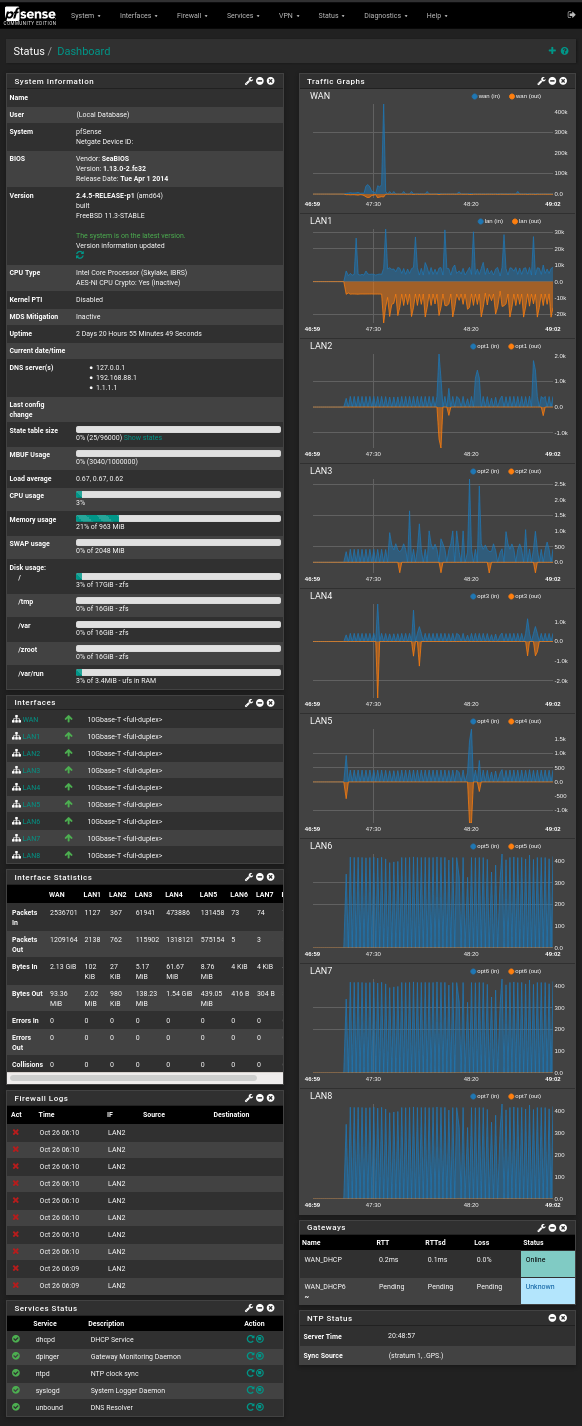 pfsense
COMMUNITY EDITION
System Interfaces Firewall Services VPN Status Diagnostics Help
Status / Dashboard
System Information
Name
User (Local Database)
System pfSense
Netgate Device ID:
BIOS Vendor: SeaBIOS
Version: 1.13.0-2.fc32
Release Date: Tue Apr 1 2014
Version 2.4.5-RELEASE-p1 (amd64)
built
FreeBSD 11.3-STABLE
The system is on the latest version.
Version information updated
CPU Type Intel Core Processor (Skylake, IBRS)
AES-NI CPU Crypto: Yes (inactive)
Kernel PTI Disabled
MDS Mitigation Inactive
Uptime 2 Days 20 Hours 55 Minutes 49 Seconds
Current date/time
DNS server(s) 127.0.0.1
192.168.88.1
1.1.1.1
Last config
change
State table size
0% (25/96000) Show states
MBUF Usage
0% (3040/1000000)
Load average 0.67, 0.67, 0.62
CPU usage
3%
Memory usage
21% of 963 MiB
SWAP usage
0% of 2048 MiB
Disk usage:
/
3% of 17GiB - zfs
/tmp
0% of 16GiB - zfs
/var
0% of 16GiB - zfs
/zroot
0% of 16GiB - zfs
/var/run
3% of 3.4MiB - ufs in RAM
Interfaces
WAN 10Gbase-T <full-duplex>
LAN1 10Gbase-T <full-duplex>
LAN2 10Gbase-T <full-duplex>
LAN3 10Gbase-T <full-duplex>
LAN4 10Gbase-T <full-duplex>
LAN5 10Gbase-T <full-duplex>
LAN6 10Gbase-T <full-duplex>
LAN7 10Gbase-T <full-duplex>
LAN8 10Gbase-T <full-duplex>
Interface Statistics
WAN LAN1 LAN2 LAN3 LAN4 LAN5 LAN6 LAN7
Packets In 2536701 1127 367 61941 473886 131458 73 74
Packets Out 1209164 2138 762 115902 1318121 575154 5 3
Bytes In 2.13 GiB 102 KiB 27 KiB 5.17 MiB 61.67 MiB 8.76 MiB 4 KiB 4 KiB
Bytes Out 93.36 MiB 2.02 MiB 980 KiB 138.23 MiB 1.54 GiB 439.05 MiB 416 B 304 B
Errors In 0 0 0 0 0 0 0 0
Errors Out 0 0 0 0 0 0 0 0
Collisions 0 0 0 0 0 0 0 0
Firewall Logs
Act Time IF Source Destination
Oct 26 06:10 LAN2
Oct 26 06:10 LAN2
Oct 26 06:10 LAN2
Oct 26 06:10 LAN2
Oct 26 06:10 LAN2
Oct 26 06:10 LAN2
Oct 26 06:10 LAN2
Oct 26 06:10 LAN2
Oct 26 06:09 LAN2
Oct 26 06:09 LAN2
Services Status
Service Description Action
dhcpd DHCP Service
dpinger Gateway Monitoring Daemon
ntpd NTP clock sync
syslogd System Logger Daemon
unbound DNS Resolver
Traffic Graphs
WAN wan (in) wan (out)
400k
300k
200k
100k
0.0
46:59 47:30 48:20 49:02
LAN1 lan (in) lan (out)
30k
20k
10k
0.0
-10k
-20k
46:59 47:30 48:20 49:02
LAN2 opt1 (in) opt1 (out)
2.0k
1.0k
0.0
-1.0k
46:59 47:30 48:20 49:02
LAN3 opt2 (in) opt2 (out)
2.5k
2.0k
1.5k
1.0k
500
0.0
46:59 47:30 48:20 49:02
LAN4 opt3 (in) opt3 (out)
1.0k
0.0
-1.0k
-2.0k
46:59 47:30 48:20 49:02
LAN5 opt4 (in) opt4 (out)
1.5k
1.0k
500
0.0
-500
-1.0k
46:59 47:30 48:20 49:02
LAN6 opt5 (in) opt5 (out)
400
300
200
100
0.0
46:59 47:30 48:20 49:02
LAN7 opt6 (in) opt6 (out)
400
300
200
100
0.0
46:59 47:30 48:20 49:02
LAN8 opt7 (in) opt7 (out)
400
300
200
100
0.0
46:59 47:30 48:20 49:02
Gateways
Name RTT RTTsd Loss Status
WAN_DHCP 0.2ms 0.1ms 0.0% Online
WAN_DHCP6 Pending Pending Pending Unknown
~
NTP Status
Server Time 20:48:57
Sync Source (stratum 1, .GPS.)